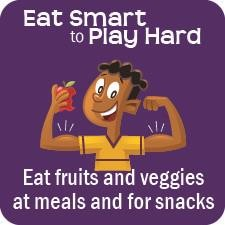 Eat Smart
to Play Hard
Eat fruits and veggies
at meals and for snacks